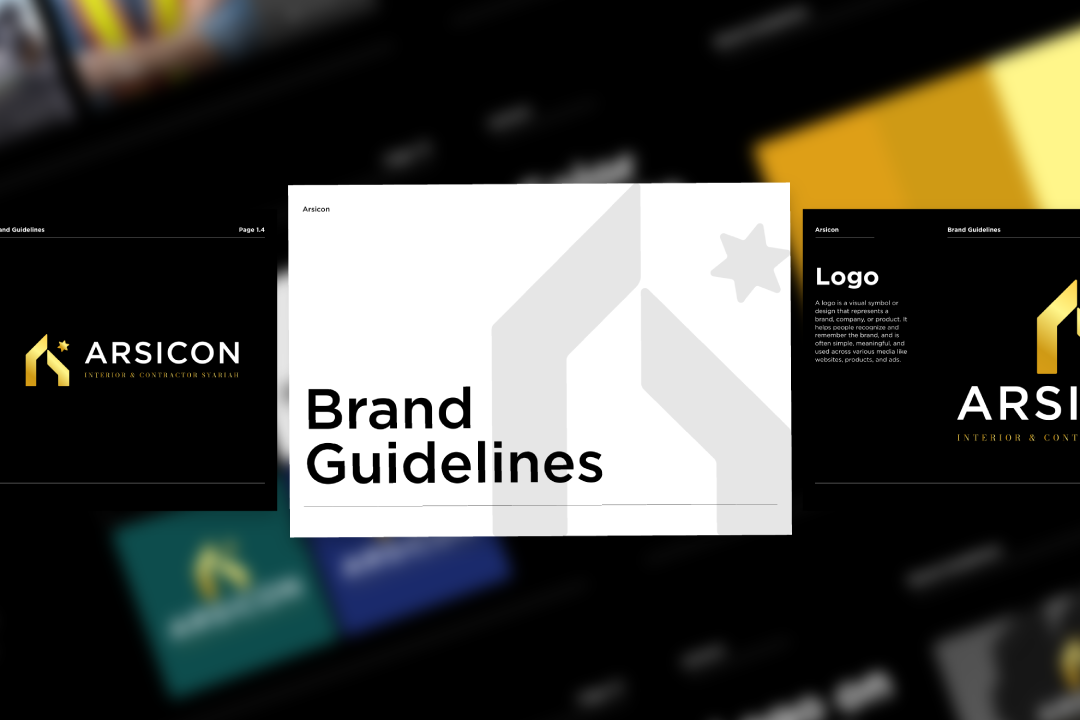 and Guidelines
Page 1.4
ARSICON
INTERIOR & CONTRACTOR SYARIAH
Arsicon
Brand
Guidelines
Arsicon
Brand Guidelines
Logo
A logo is a visual symbol or
design that represents a
brand, company, or product. It
helps people recognize and
remember the brand, and is
often simple, meaningful, and
used across various media like
websites, products, and ads.
ARSI
INTERIOR & CONT
ARSICON